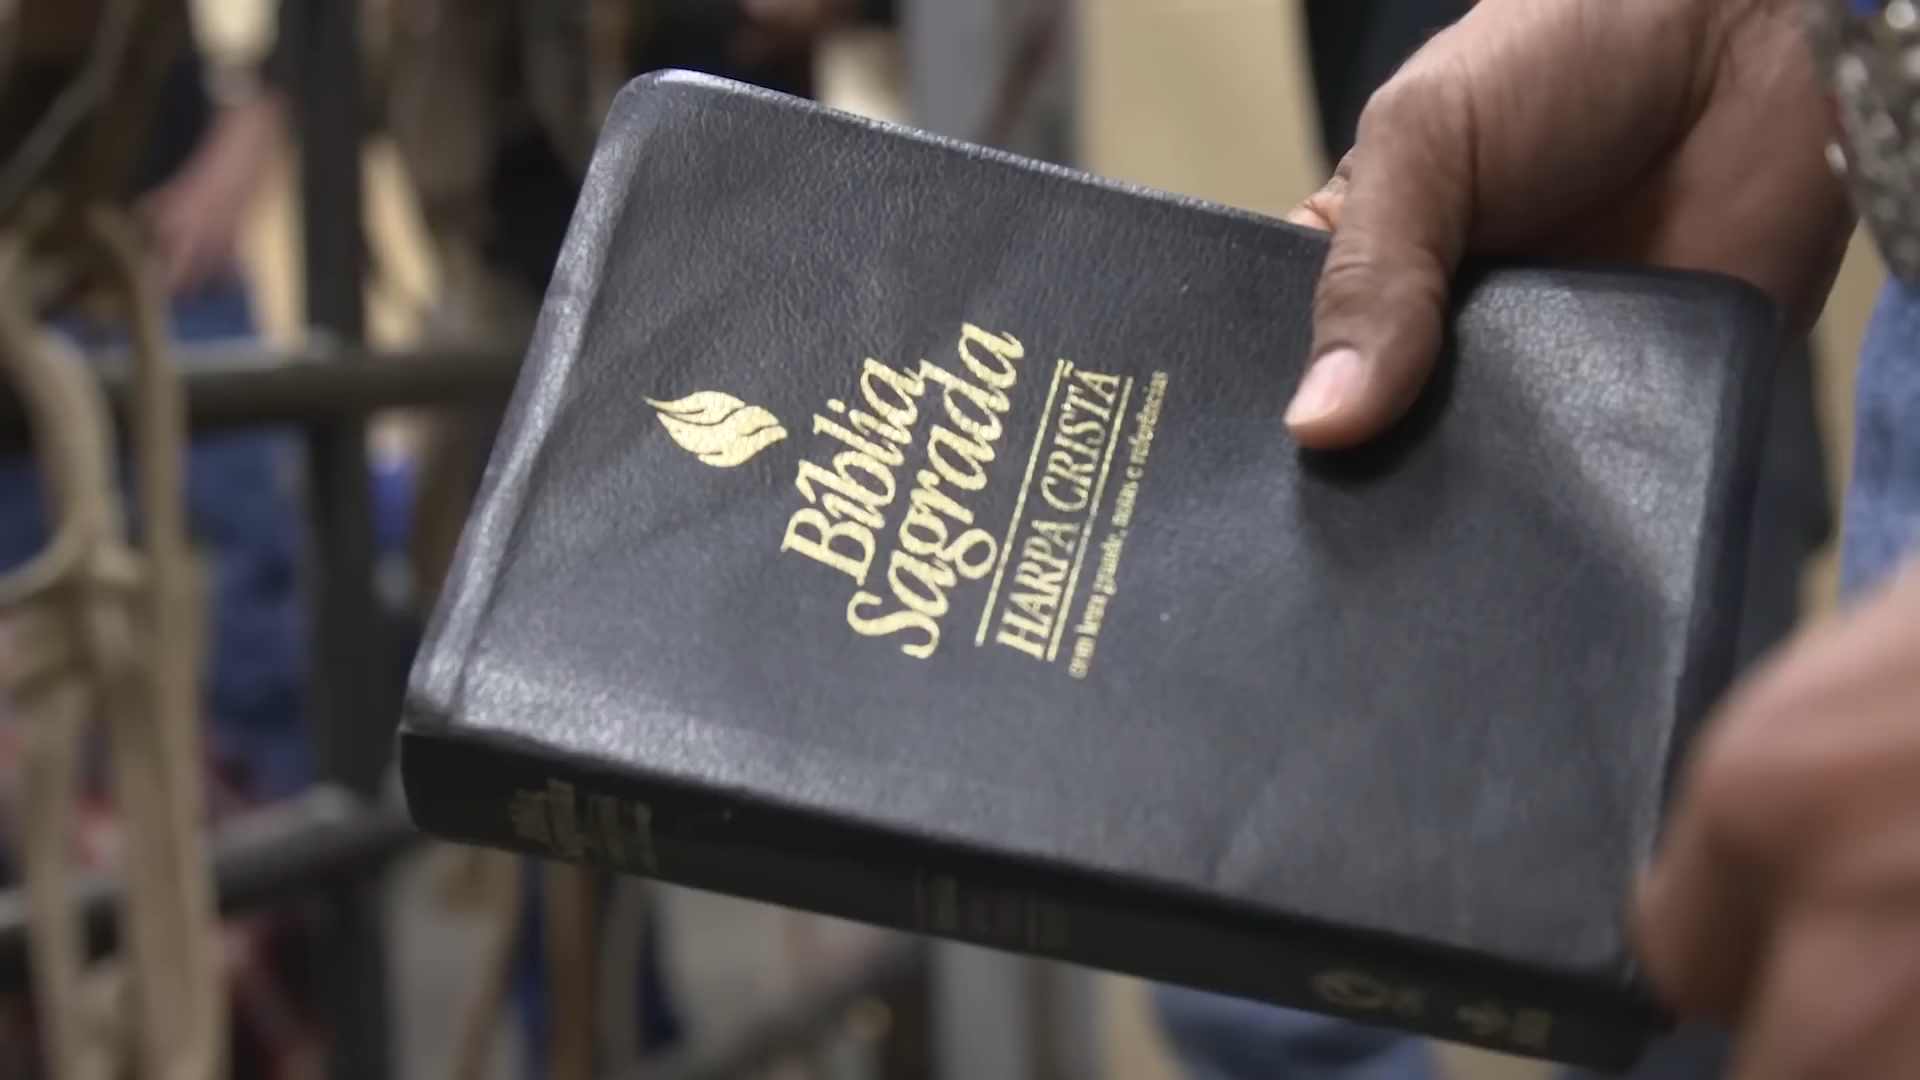 Bíblia
Sagrada
HARPA CRISTÃ
com letra grande, notas e referências